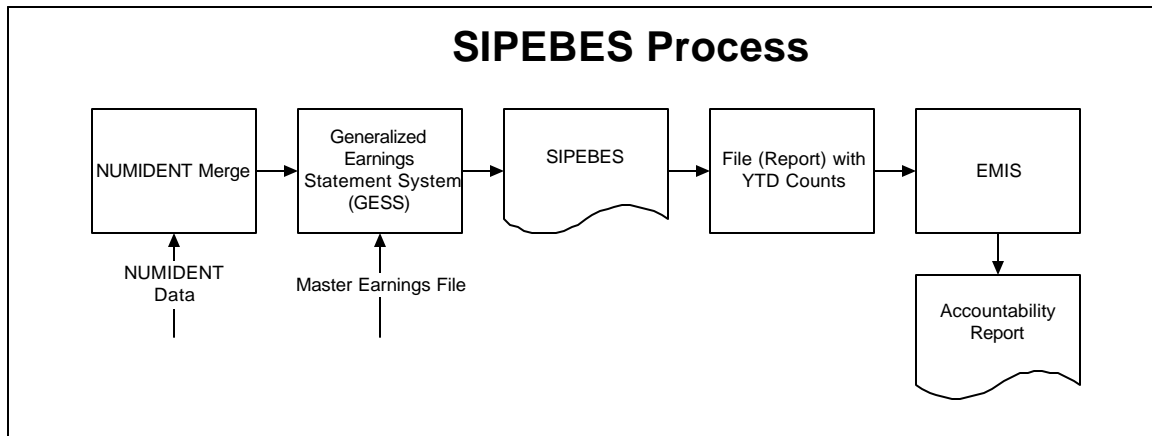 SIPEBES Process
NUMIDENT Merge
Generalized
Earnings
Statement System
(GESS)
SIPEBES
File (Report) with
YTD Counts
EMIS
NUMIDENT
Data
Master Earnings File
Accountability
Report